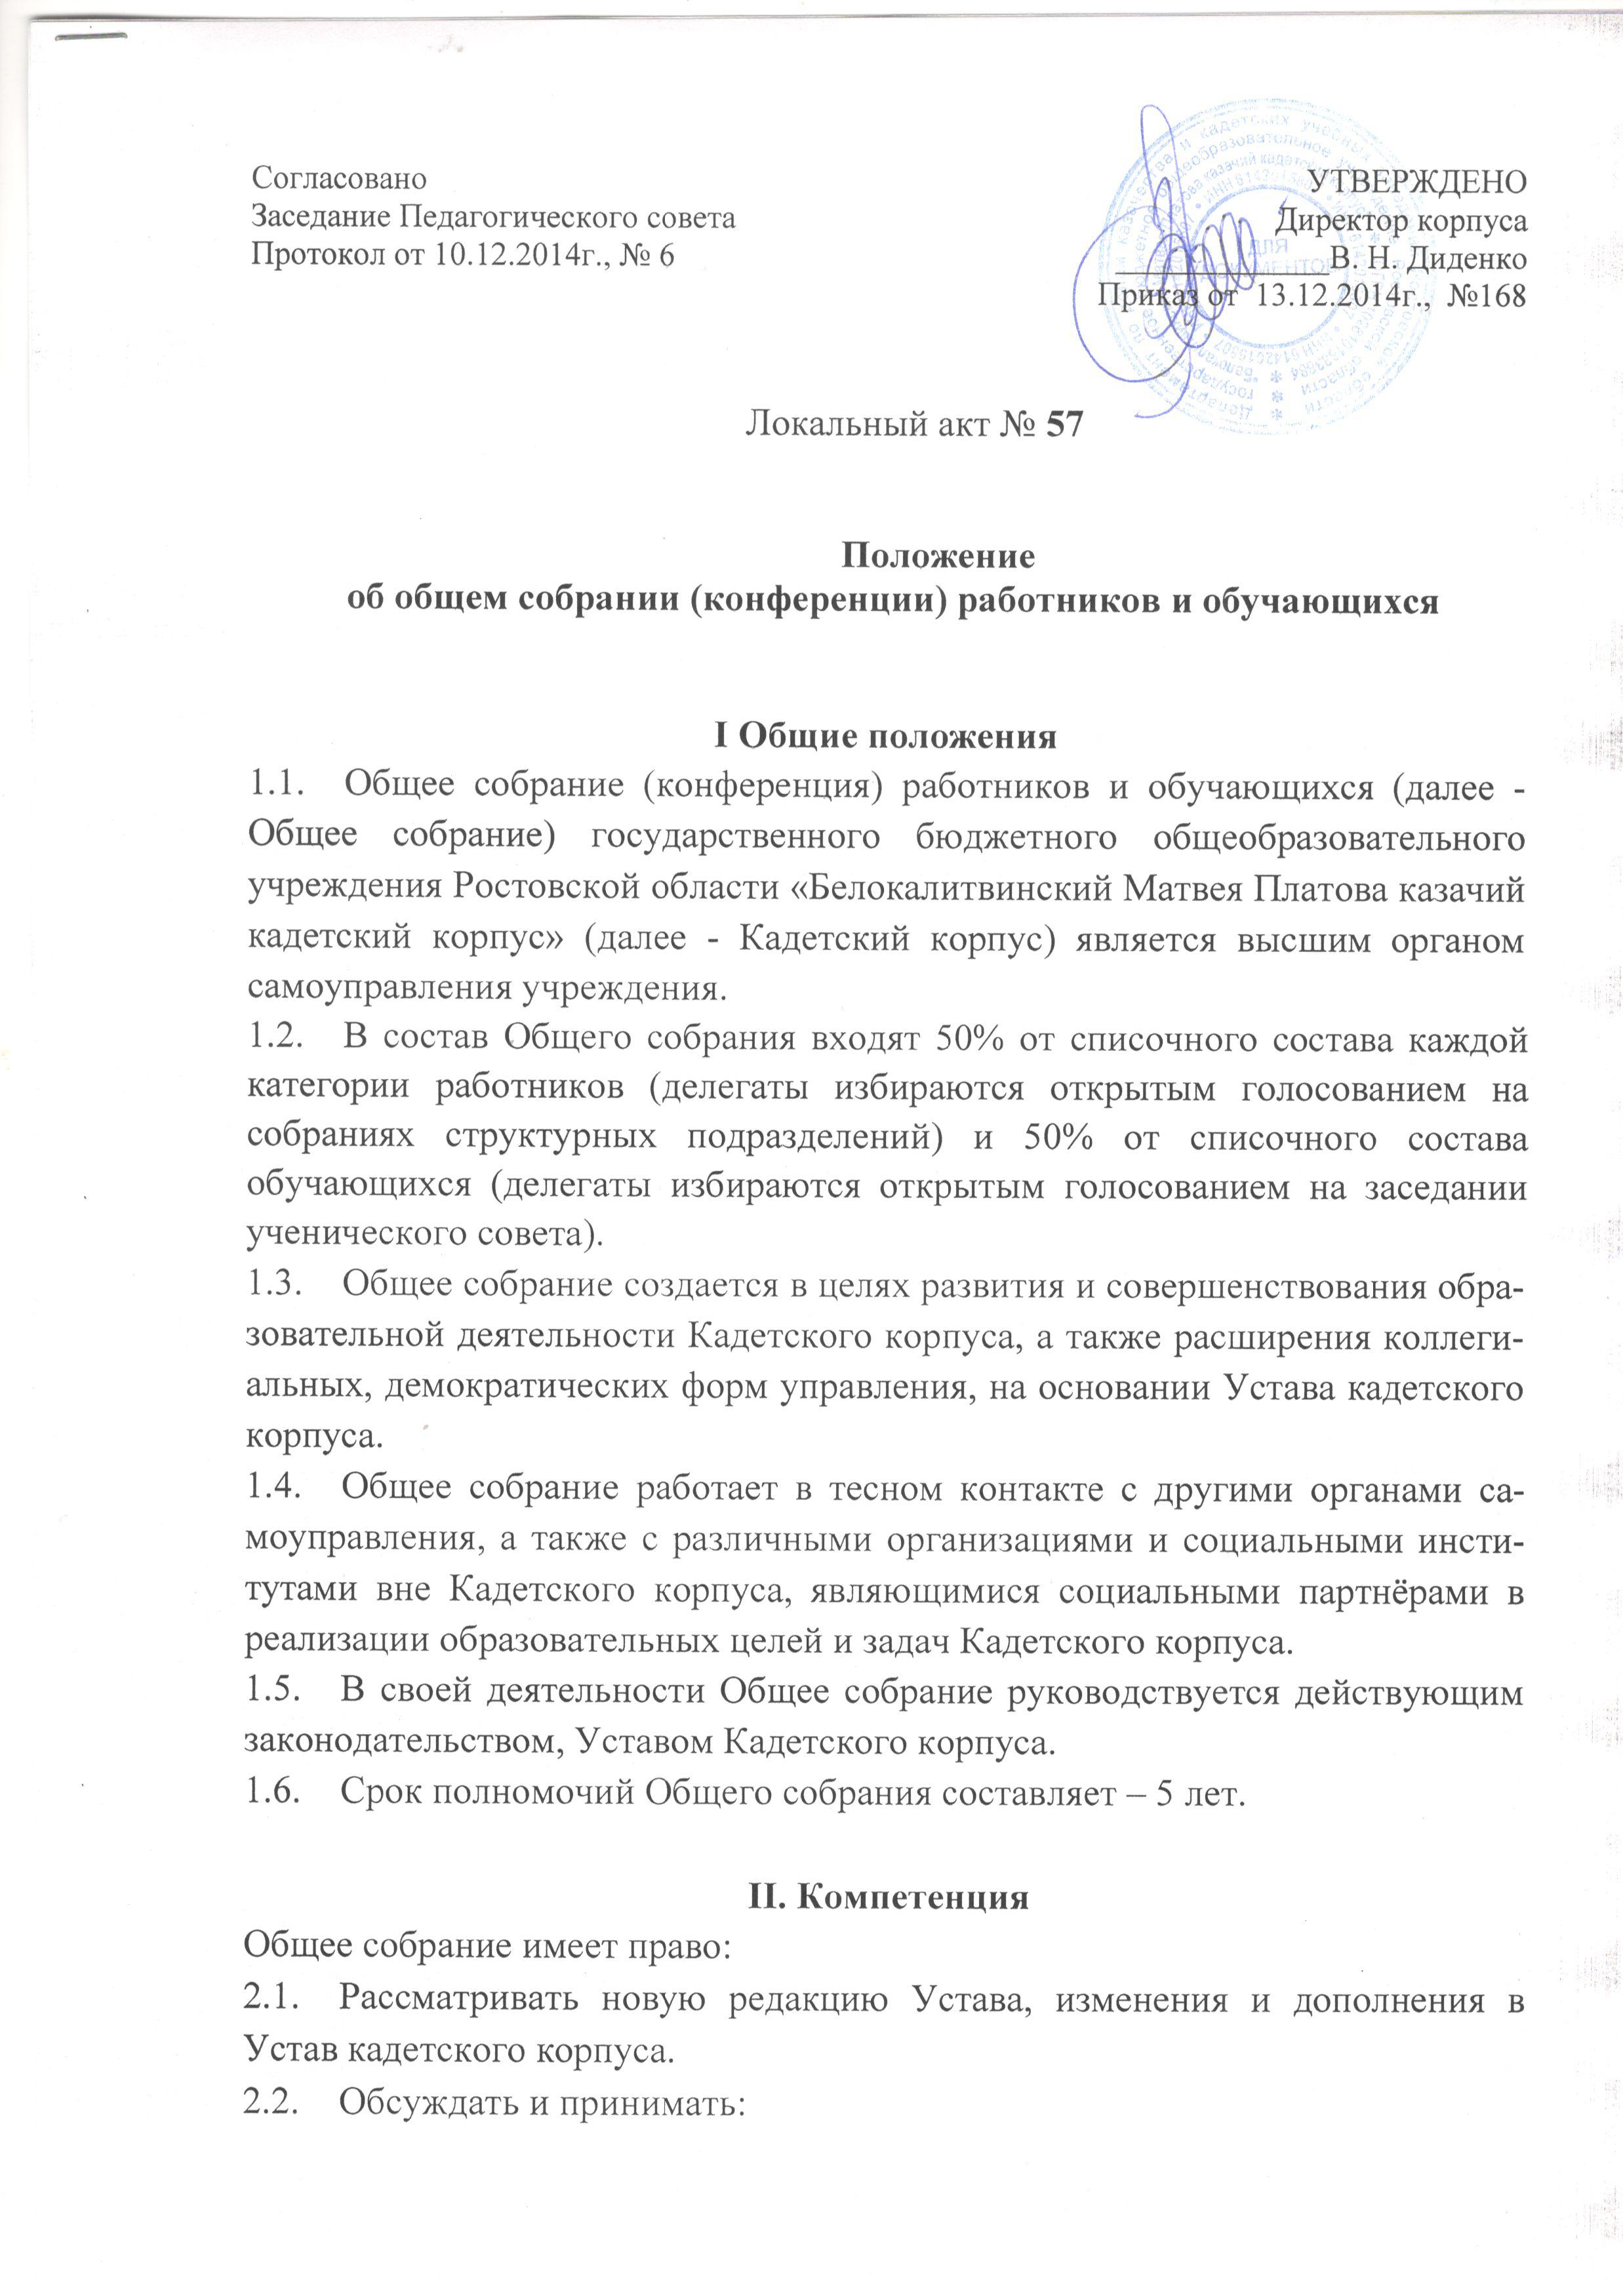 Согласовано
Заседание Педагогического совета
Протокол от 10.12.2014г., № 6
УТВЕРЖДЕНО
Директор корпуса
В. Н. Диденко
Приказ от 13.12.2014г., №168
ДЛЯ
ДОКУМЕНТОВ
Локальный акт № 57
Положение
об общем собрании (конференции) работников и обучающихся
I Общие положения
1.1. Общее собрание (конференция) работников и обучающихся (далее -
Общее собрание) государственного бюджетного общеобразовательного
учреждения Ростовской области «Белокалитвинский Матвея Платова казачий
кадетский корпус» (далее - Кадетский корпус) является высшим органом
самоуправления учреждения.
1.2. В состав Общего собрания входят 50% от списочного состава каждой
категории работников (делегаты избираются открытым голосованием на
собраниях структурных подразделений) и 50% от списочного состава
обучающихся (делегаты избираются открытым голосованием на заседании
ученического совета).
1.3. Общее собрание создается в целях развития и совершенствования обра-
зовательной деятельности Кадетского корпуса, а также расширения коллеги-
альных, демократических форм управления, на основании Устава кадетского
корпуса.
1.4. Общее собрание работает в тесном контакте с другими органами са-
моуправления, а также с различными организациями и социальными инсти-
тутами вне Кадетского корпуса, являющимися социальными партнёрами в
реализации образовательных целей и задач Кадетского корпуса.
1.5. В своей деятельности Общее собрание руководствуется действующим
законодательством, Уставом Кадетского корпуса.
1.6. Срок полномочий Общего собрания составляет – 5 лет.
II. Компетенция
Общее собрание имеет право:
2.1. Рассматривать новую редакцию Устава, изменения и дополнения в
Устав кадетского корпуса.
2.2. Обсуждать и принимать: